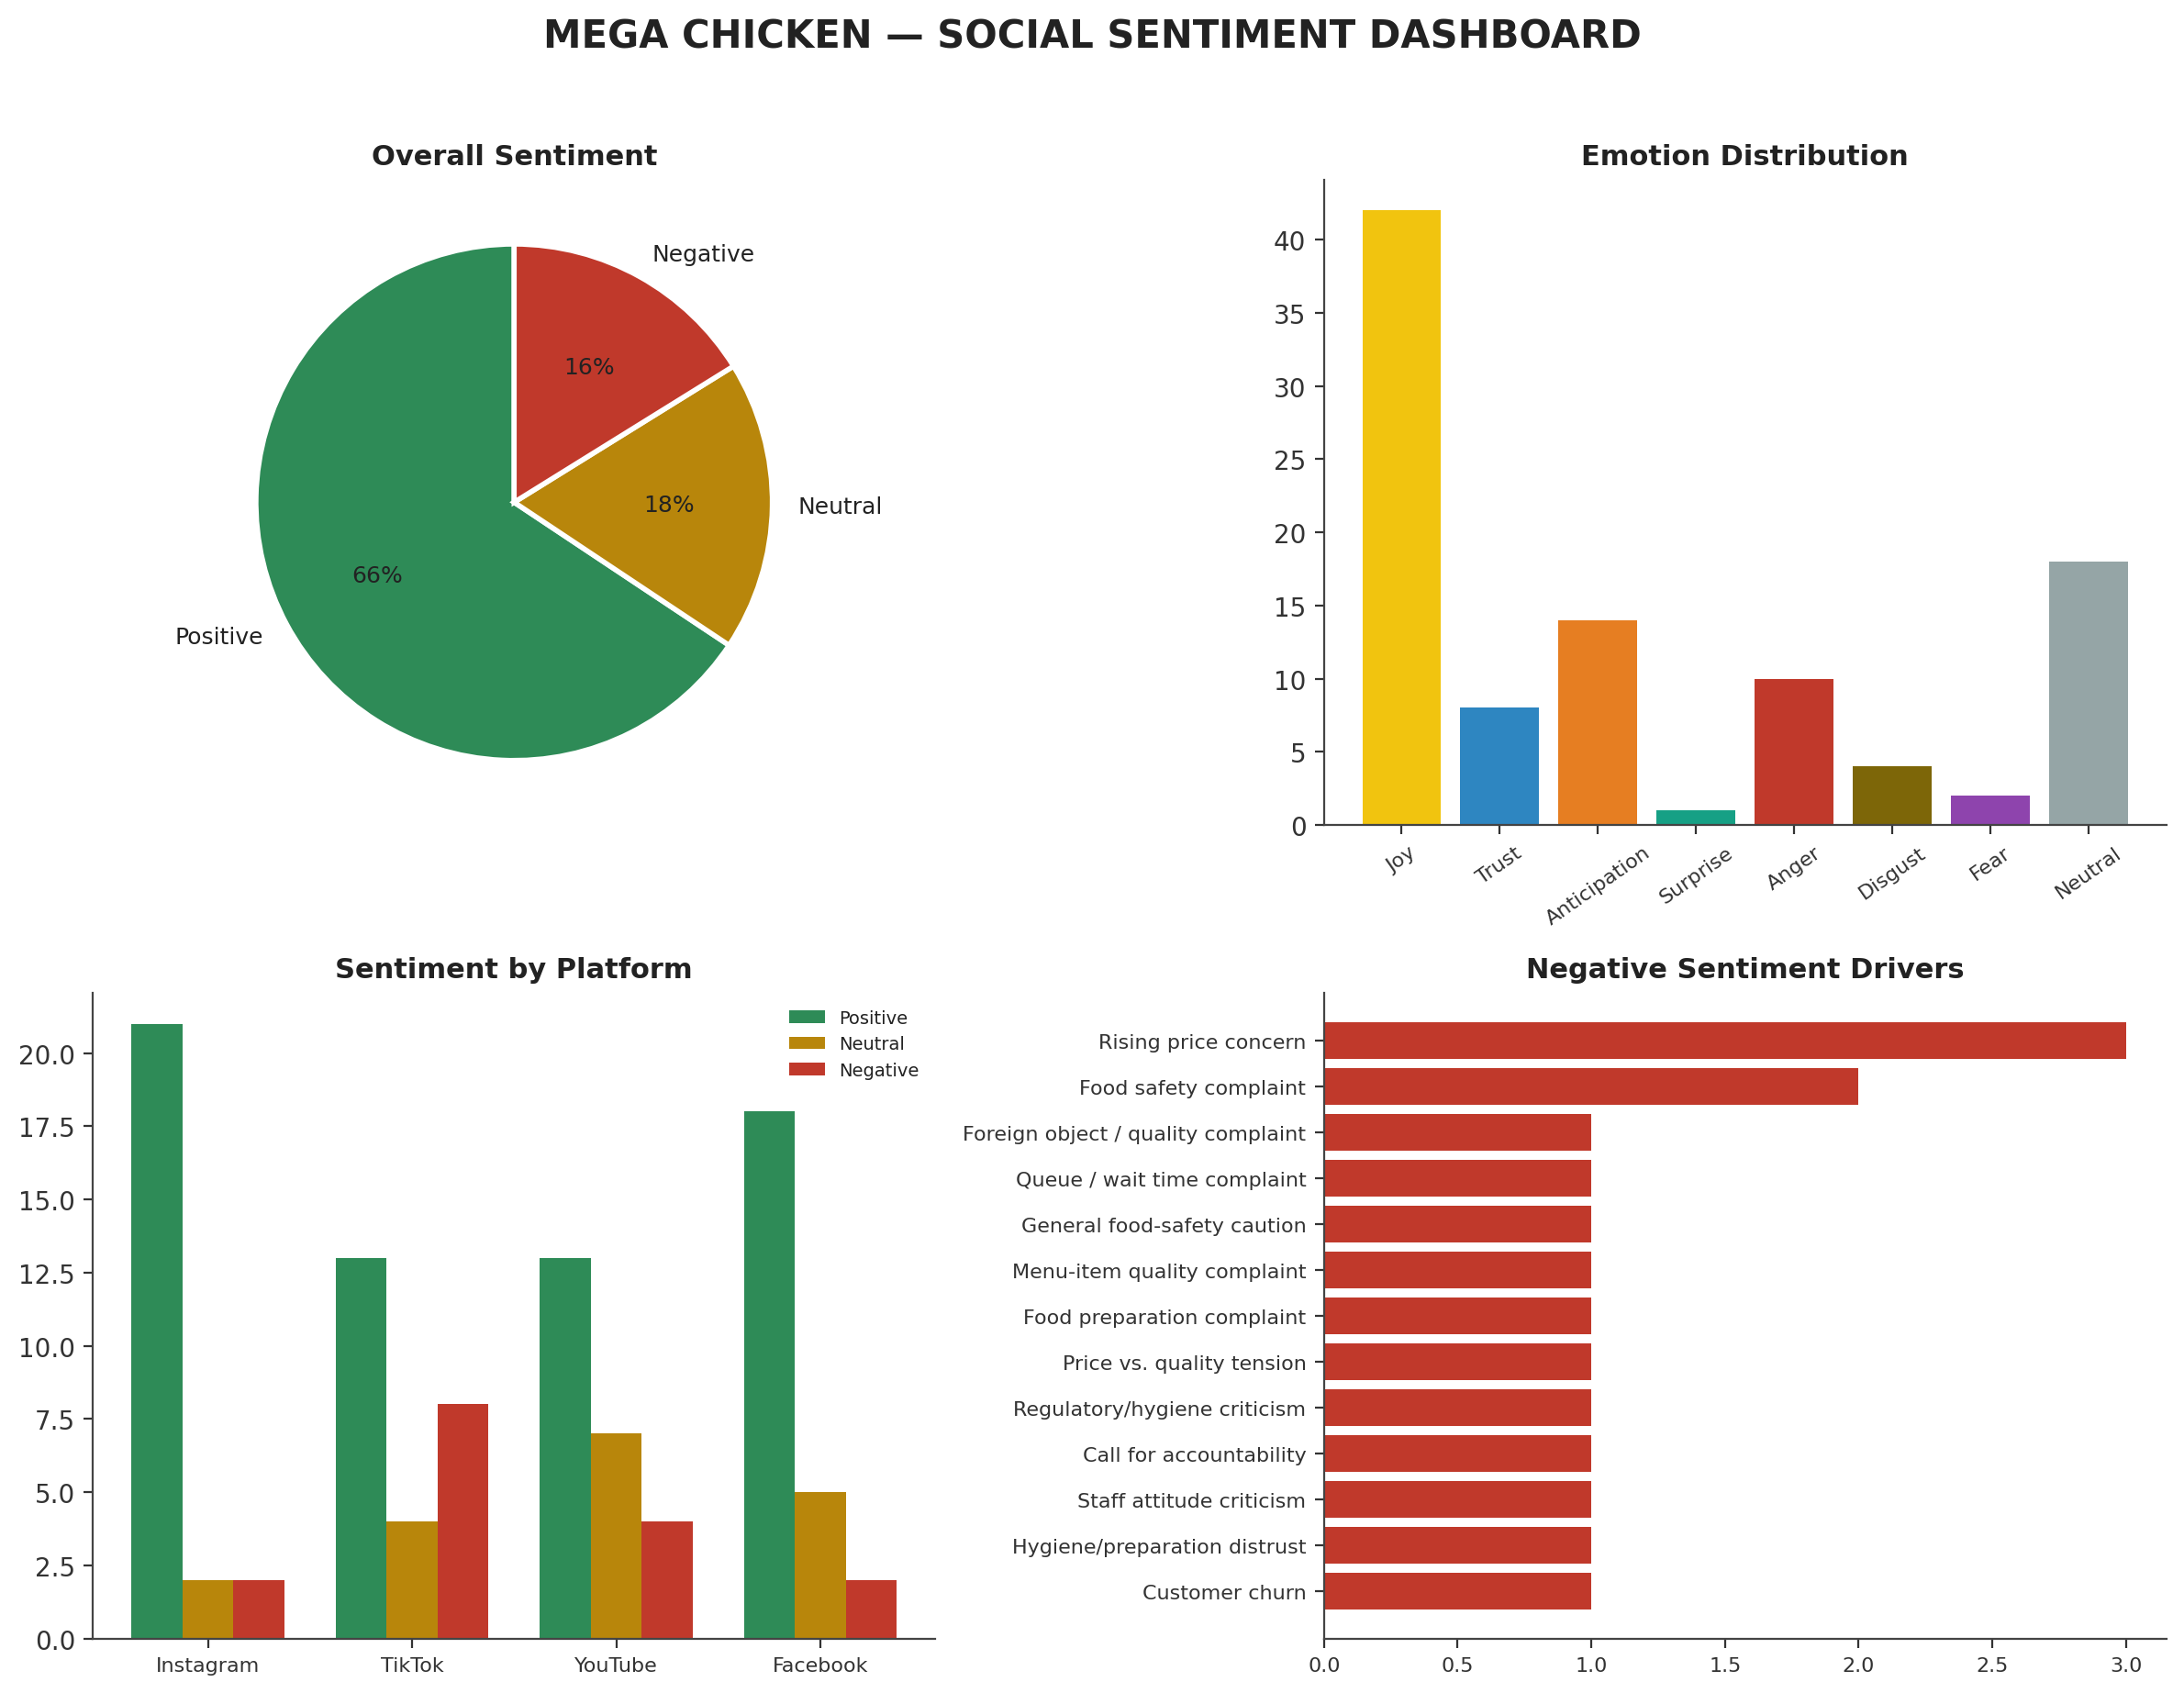 MEGA CHICKEN — SOCIAL SENTIMENT DASHBOARD
Overall Sentiment
Negative
16%
18%
Neutral
66%
Positive
Emotion Distribution
40
35
30
25
20
15
10
5
0
Joy
Trust
Anticipation
Surprise
Anger
Disgust
Fear
Neutral
Sentiment by Platform
Positive
Neutral
Negative
20.0
17.5
15.0
12.5
10.0
7.5
5.0
2.5
0.0
Instagram
TikTok
YouTube
Facebook
Negative Sentiment Drivers
Rising price concern
Food safety complaint
Foreign object / quality complaint
Queue / wait time complaint
General food-safety caution
Menu-item quality complaint
Food preparation complaint
Price vs. quality tension
Regulatory/hygiene criticism
Call for accountability
Staff attitude criticism
Hygiene/preparation distrust
Customer churn
0.0
0.5
1.0
1.5
2.0
2.5
3.0